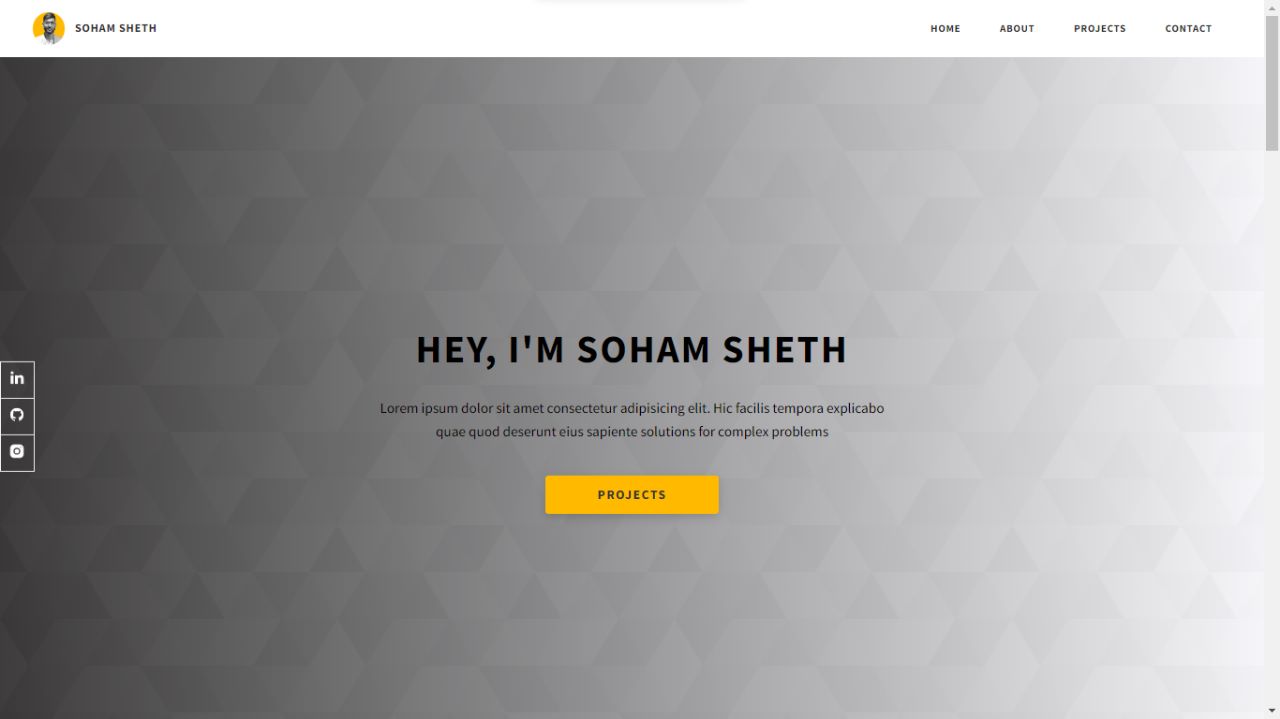 SOHAM SHETH
HOME ABOUT PROJECTS CONTACT
HEY, I'M SOHAM SHETH
Lorem ipsum dolor sit amet consectetur adipisicing elit. Hic facilis tempora explicabo
quae quod deserunt eius sapiente solutions for complex problems
PROJECTS